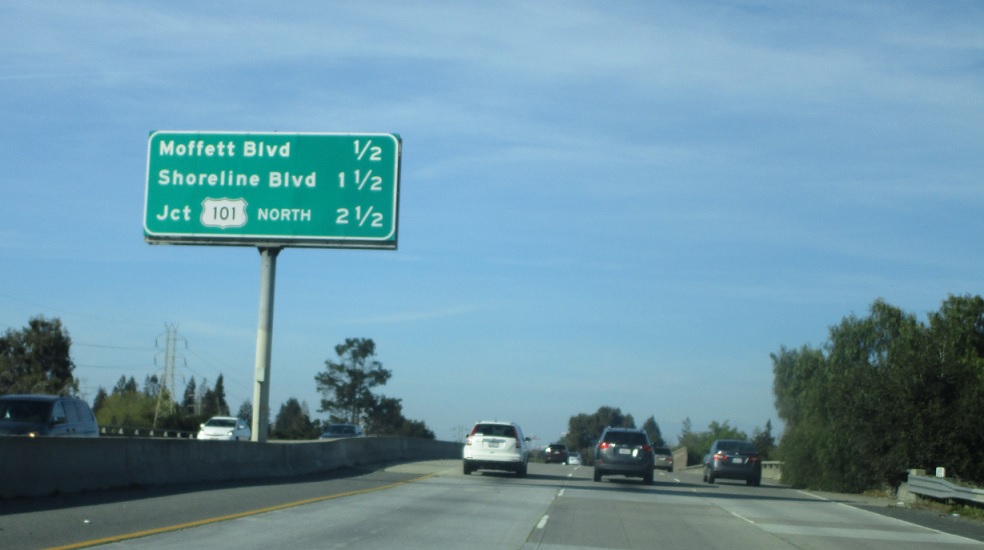 Moffett Blvd 1/2
Shoreline Blvd 1 1/2
Jct 101 NORTH 2 1/2